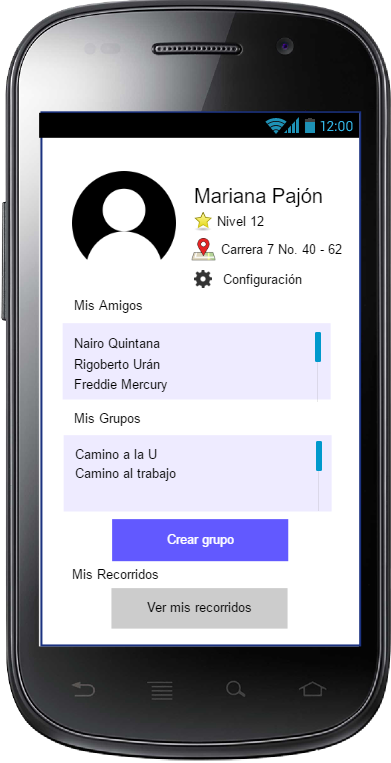 12:00
Mariana Pajón
Nivel 12
Carrera 7 No. 40 - 62
Configuración
Mis Amigos
Nairo Quintana
Rigoberto Urán
Freddie Mercury
Mis Grupos
Camino a la U
Camino al trabajo
Crear grupo
Mis Recorridos
Ver mis recorridos